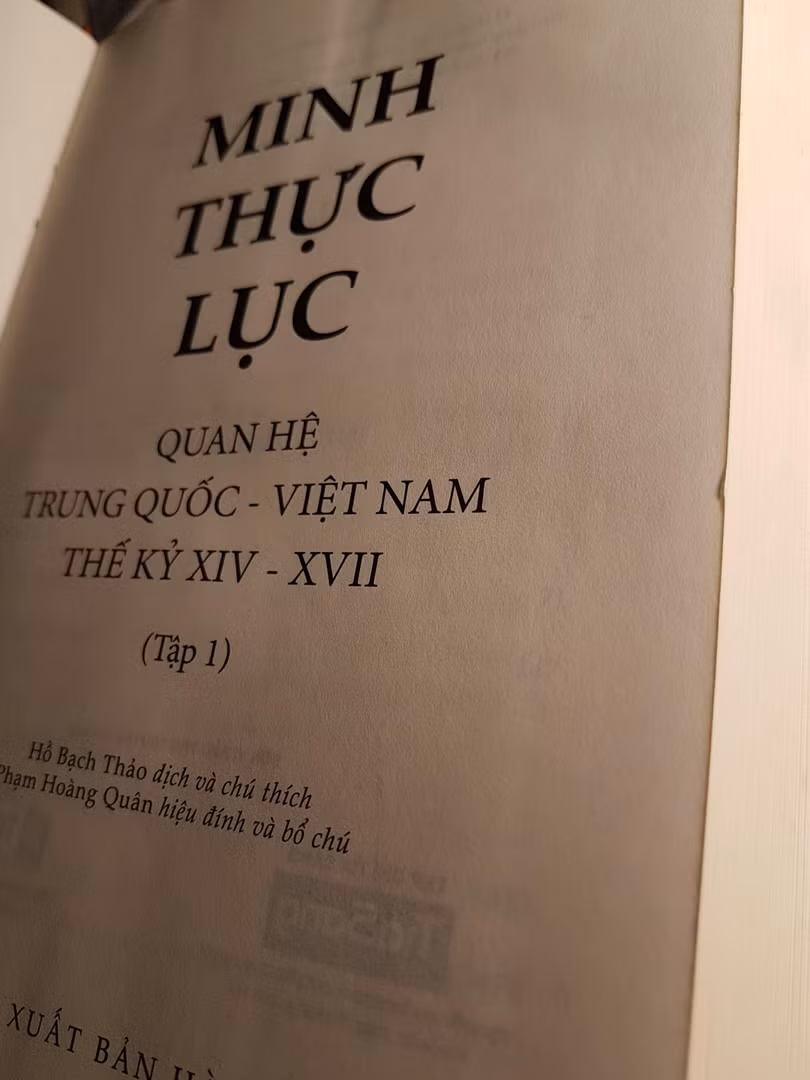 MINH
THỰC
LỤC
QUAN HỆ
TRUNG QUỐC - VIỆT NAM
THẾ KỶ XIV - XVII
(Tập 1)
Hồ Bạch Thảo dịch và chú thích
Phạm Hoàng Quân hiệu đính và bổ chú
XUẤT BẢN